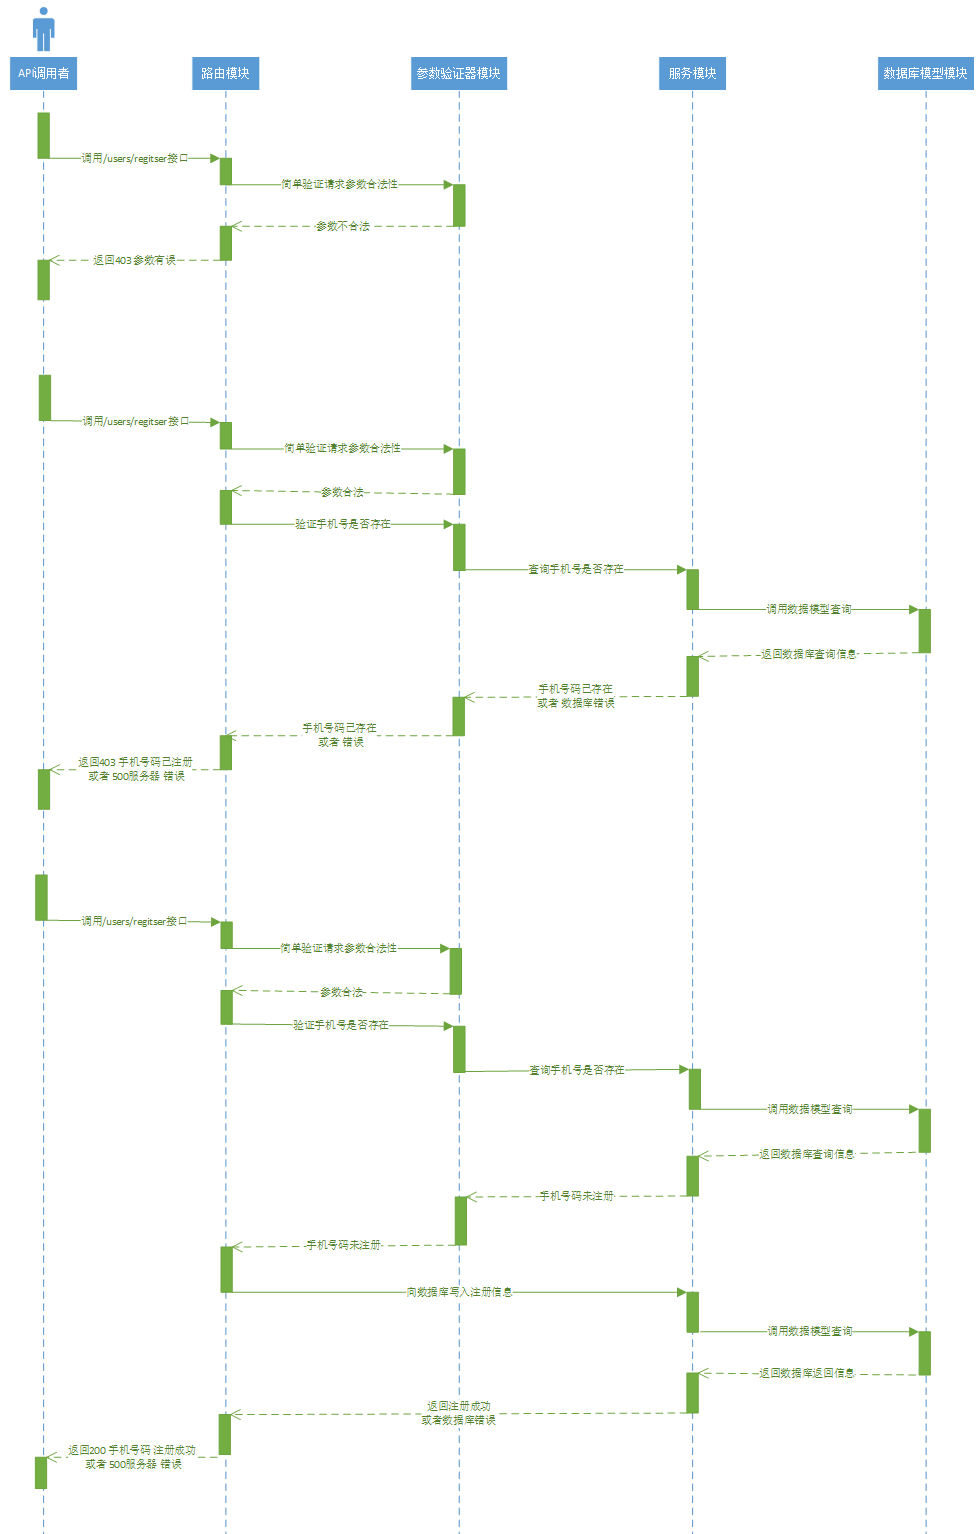 API调用者
路由模块
参数验证器模块
服务模块
数据库模型模块
调用/users/regitser接口
简单验证请求参数合法性
参数不合法
返回403 参数有误
调用/users/regitser接口
简单验证请求参数合法性
参数合法
验证手机号是否存在
查询手机号是否存在
调用数据模型查询
返回数据库查询信息
手机号码已存在
或者 数据库错误
手机号码已存在
或者 错误
返回403 手机号码已注册
或者 500服务器 错误
调用/users/regitser接口
简单验证请求参数合法性
参数合法
验证手机号是否存在
查询手机号是否存在
调用数据模型查询
返回数据库查询信息
手机号码未注册
手机号码未注册
向数据库写入注册信息
调用数据模型查询
返回数据库返回信息
返回注册成功
或者数据库错误
返回200 手机号码 注册成功
或者 500服务器 错误